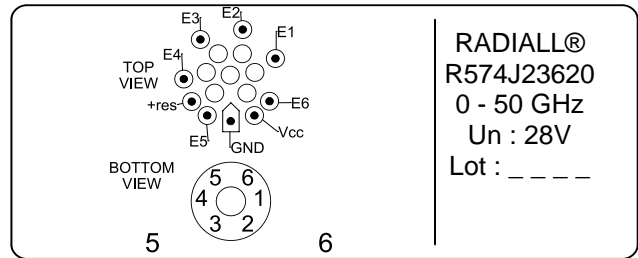 E3
E2
E1
E4
TOP
VIEW
+res
E6
E5
Vcc
GND
BOTTOM
VIEW
5 6
4 1
3 2
5 6
RADIALL®
R574J23620
0 - 50 GHz
Un : 28V
Lot : _ _ _ _